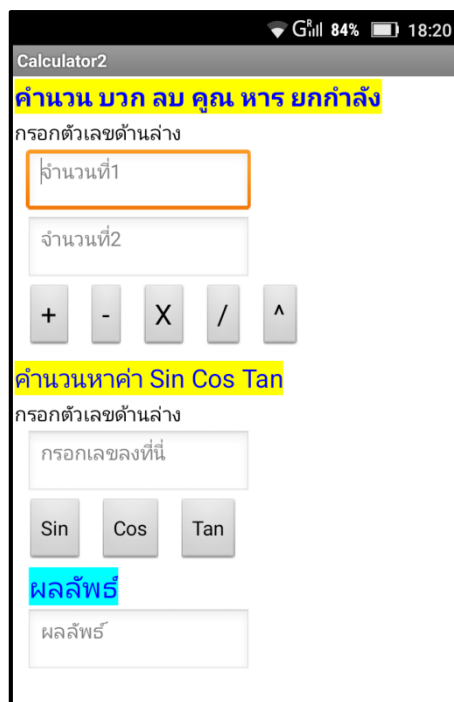 G R 84% 18:20
Calculator2
คำนวน บวก ลบ คูณ หาร ยกกำลัง
กรอกตัวเลขด้านล่าง
จำนวนที่1
จำนวนที่2
+ - X / ^
คำนวนหาค่า Sin Cos Tan
กรอกตัวเลขด้านล่าง
กรอกเลขลงที่นี่
Sin Cos Tan
ผลลัพธ์
ผลลัพธ์